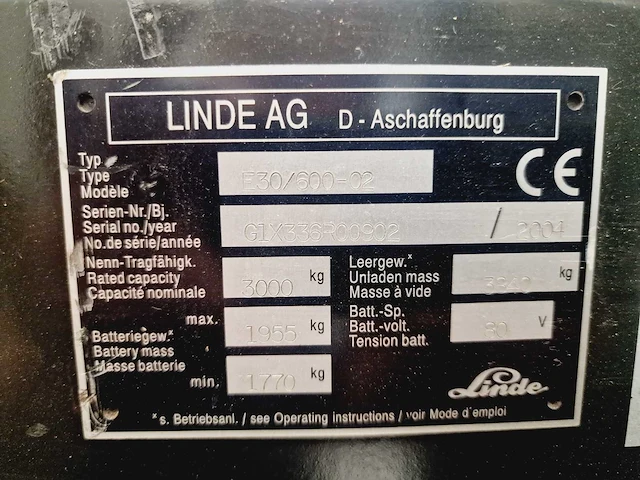 LINDE AG D - Aschaffenburg
Typ
Type E30/600-02 CE
Modèle
Serien-Nr./Bj.
Serial no./year G1X336R00902 / 2004
No.de série/année
Nenn-Tragfähigk. Leergew.*
Rated capacity 3000 kg Unladen mass kg
Capacité nominale Masse à vide
max. 1955 kg Batt.-Sp.
Batteriegew.* Batt.-volt. 80 V
Battery mass Tension batt.
Masse batterie
min. 1770 kg Linde
*s. Betriebsanl. / see Operating instructions / voir Mode d'emploi